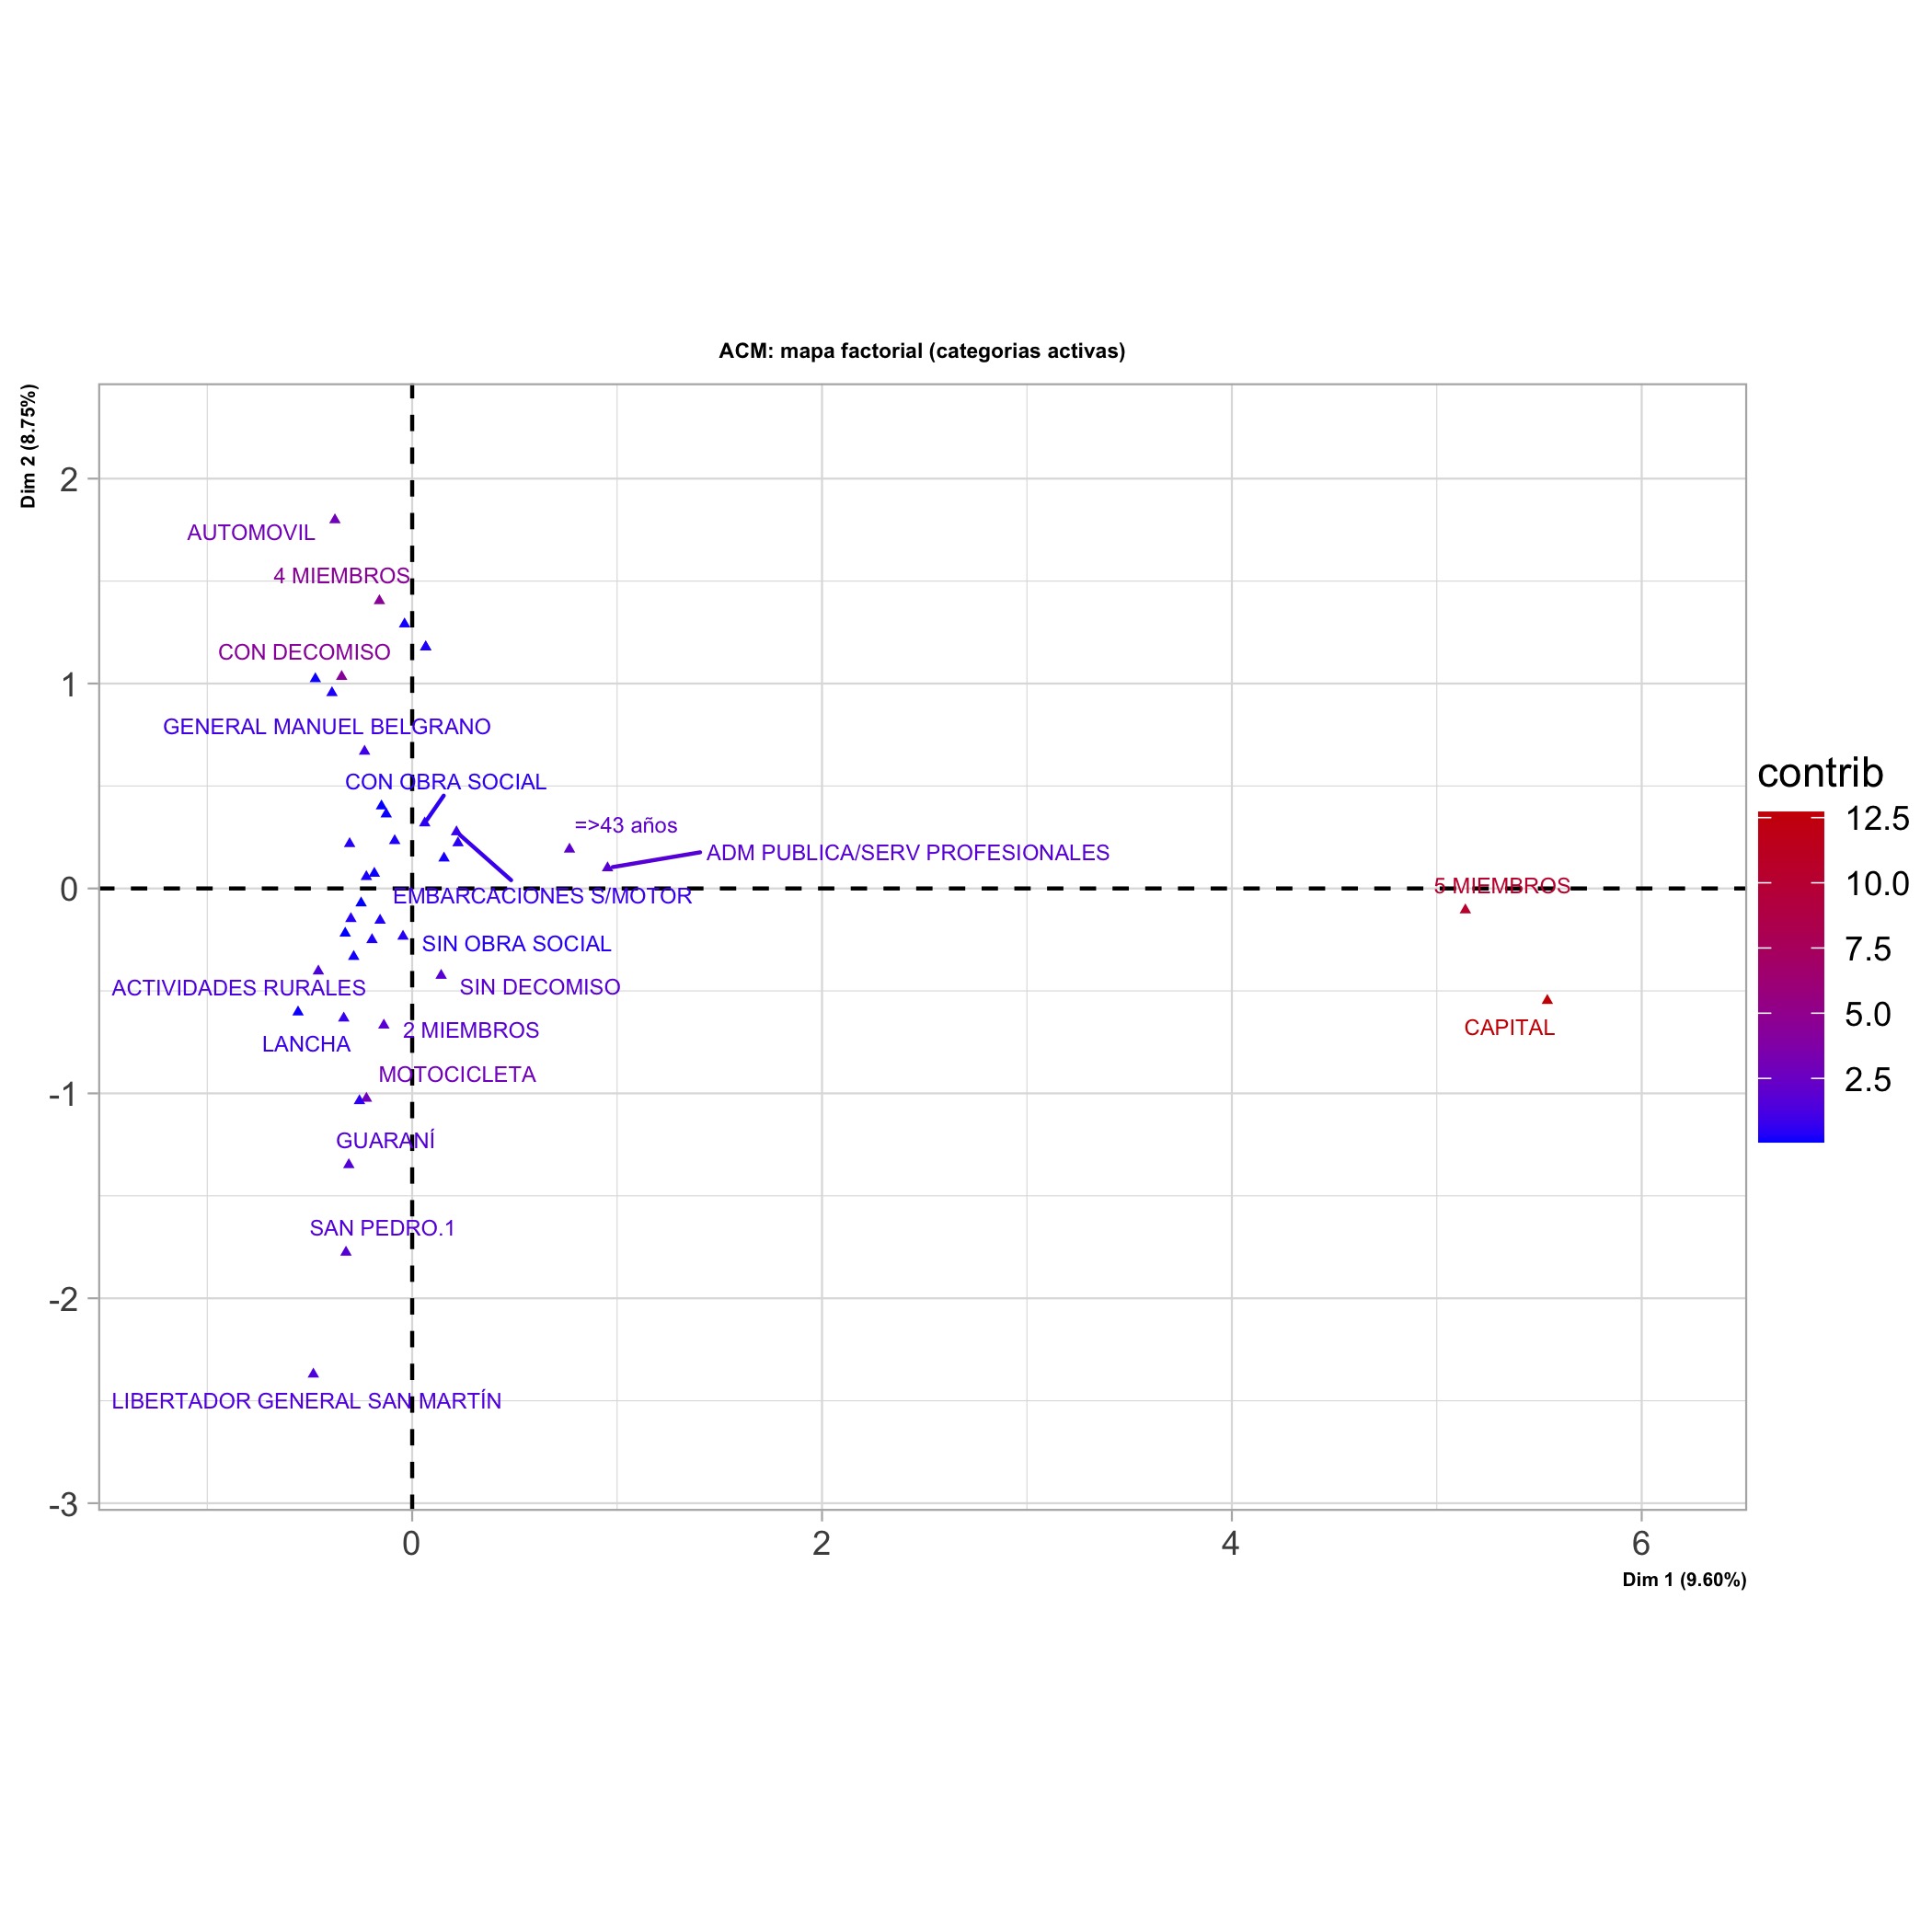 ACM: mapa factorial (categorias activas)
Dim 2 (8.75%)
2
1
0
-1
-2
-3
AUTOMOVIL
4 MIEMBROS
CON DECOMISO
GENERAL MANUEL BELGRANO
CON OBRA SOCIAL
=>43 años
ADM PUBLICA/SERV PROFESIONALES
5 MIEMBROS
EMBARCACIONES S/MOTOR
SIN OBRA SOCIAL
ACTIVIDADES RURALES
SIN DECOMISO
CAPITAL
2 MIEMBROS
LANCHA
MOTOCICLETA
GUARANÍ
SAN PEDRO.1
LIBERTADOR GENERAL SAN MARTÍN
0
2
4
6
Dim 1 (9.60%)
contrib
12.5
10.0
7.5
5.0
2.5